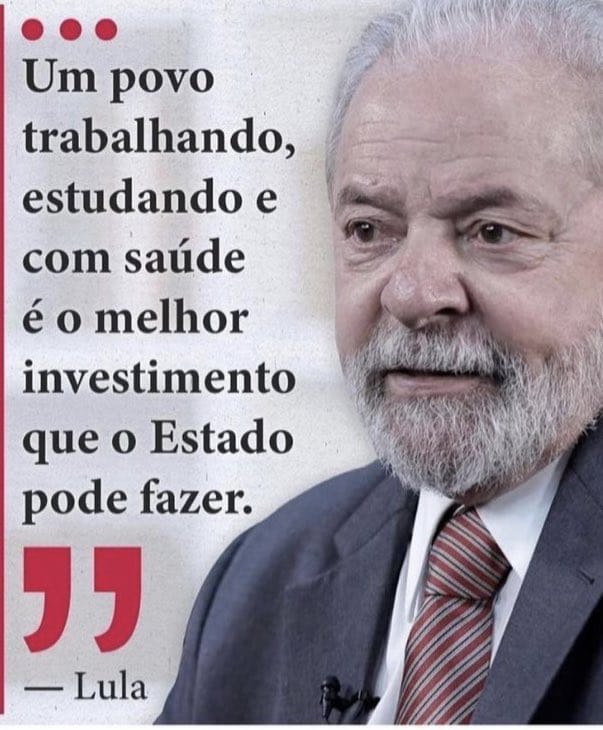 Um povo
trabalhando,
estudando e
com saúde
é o melhor
investimento
que o Estado
pode fazer.
”
— Lula